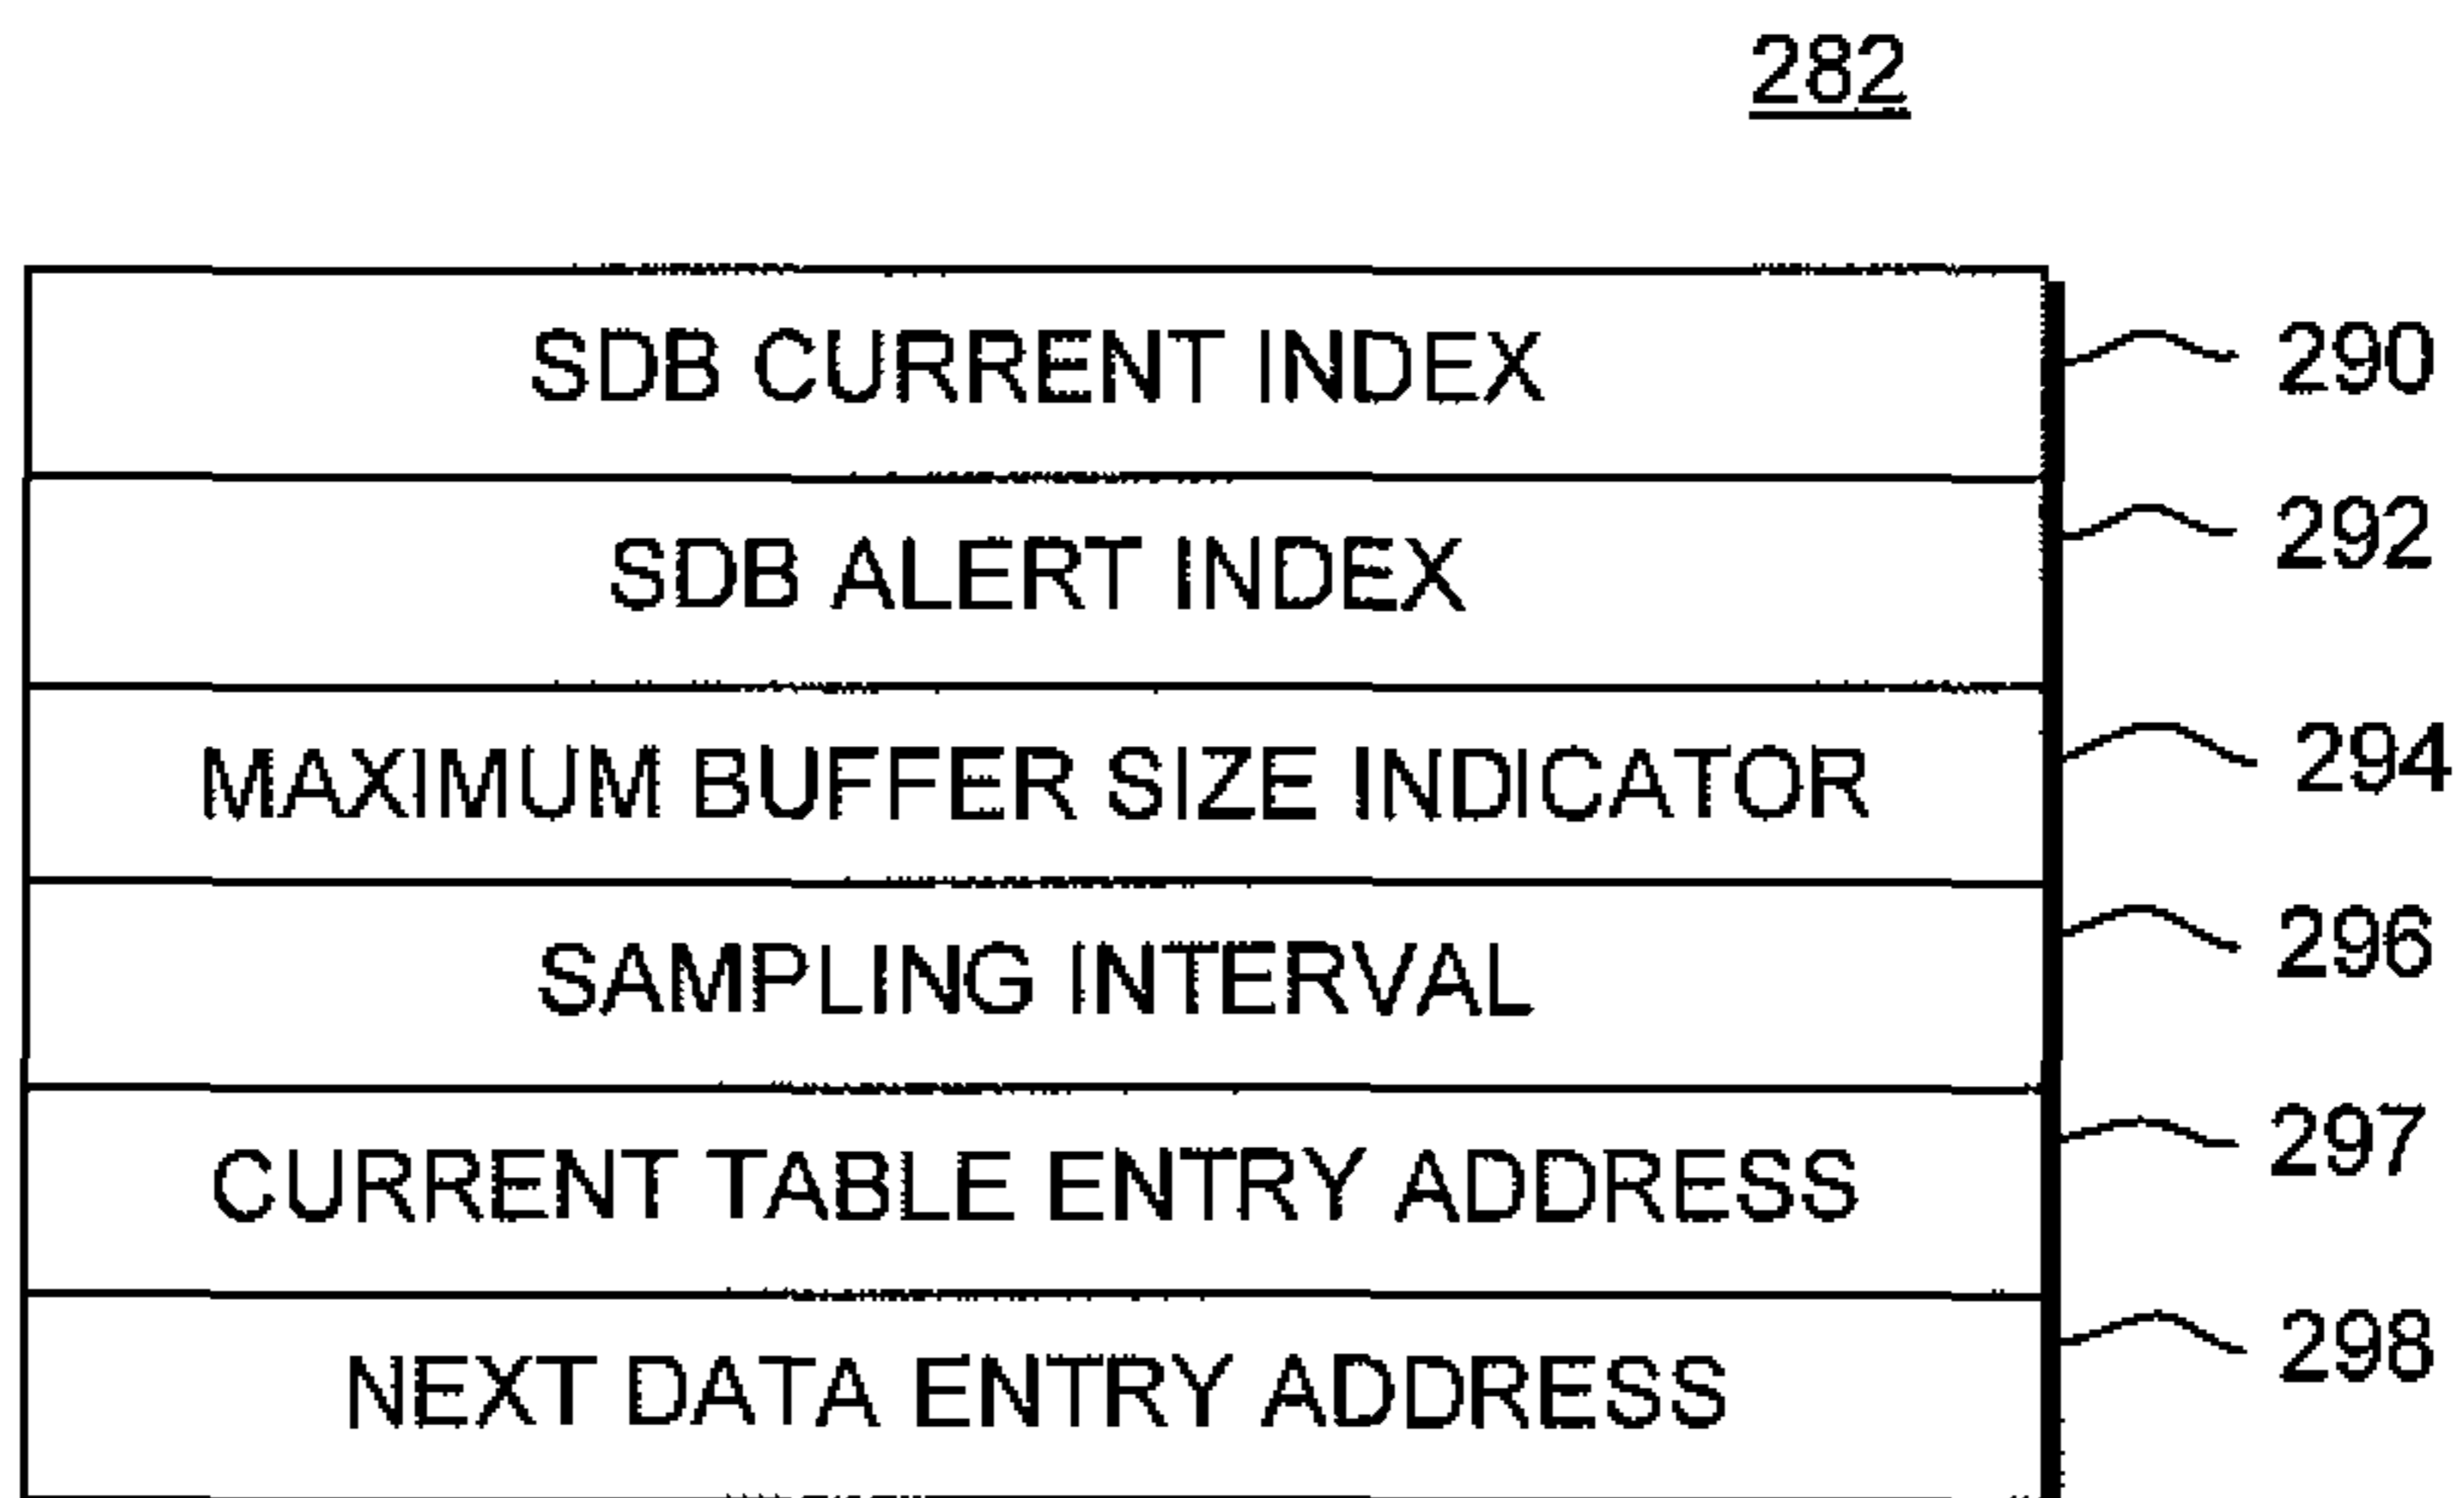 282
SDB CURRENT INDEX 290
SDB ALERT INDEX 292
MAXIMUM BUFFER SIZE INDICATOR 294
SAMPLING INTERVAL 296
CURRENT TABLE ENTRY ADDRESS 297
NEXT DATA ENTRY ADDRESS 298